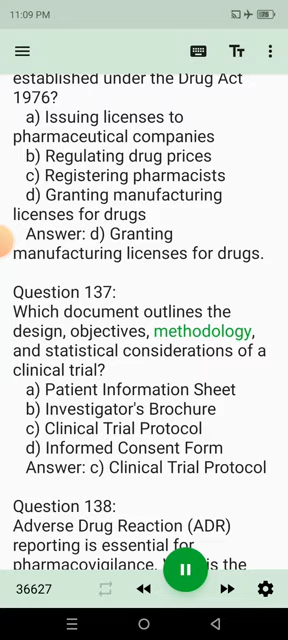 11:09 PM
78
established under the Drug Act
1976?
a) Issuing licenses to
pharmaceutical companies
b) Regulating drug prices
c) Registering pharmacists
d) Granting manufacturing
licenses for drugs
Answer: d) Granting
manufacturing licenses for drugs.
Question 137:
Which document outlines the
design, objectives, methodology,
and statistical considerations of a
clinical trial?
a) Patient Information Sheet
b) Investigator's Brochure
c) Clinical Trial Protocol
d) Informed Consent Form
Answer: c) Clinical Trial Protocol
Question 138:
Adverse Drug Reaction (ADR)
reporting is essential for
pharmacovigilance. is the
36627